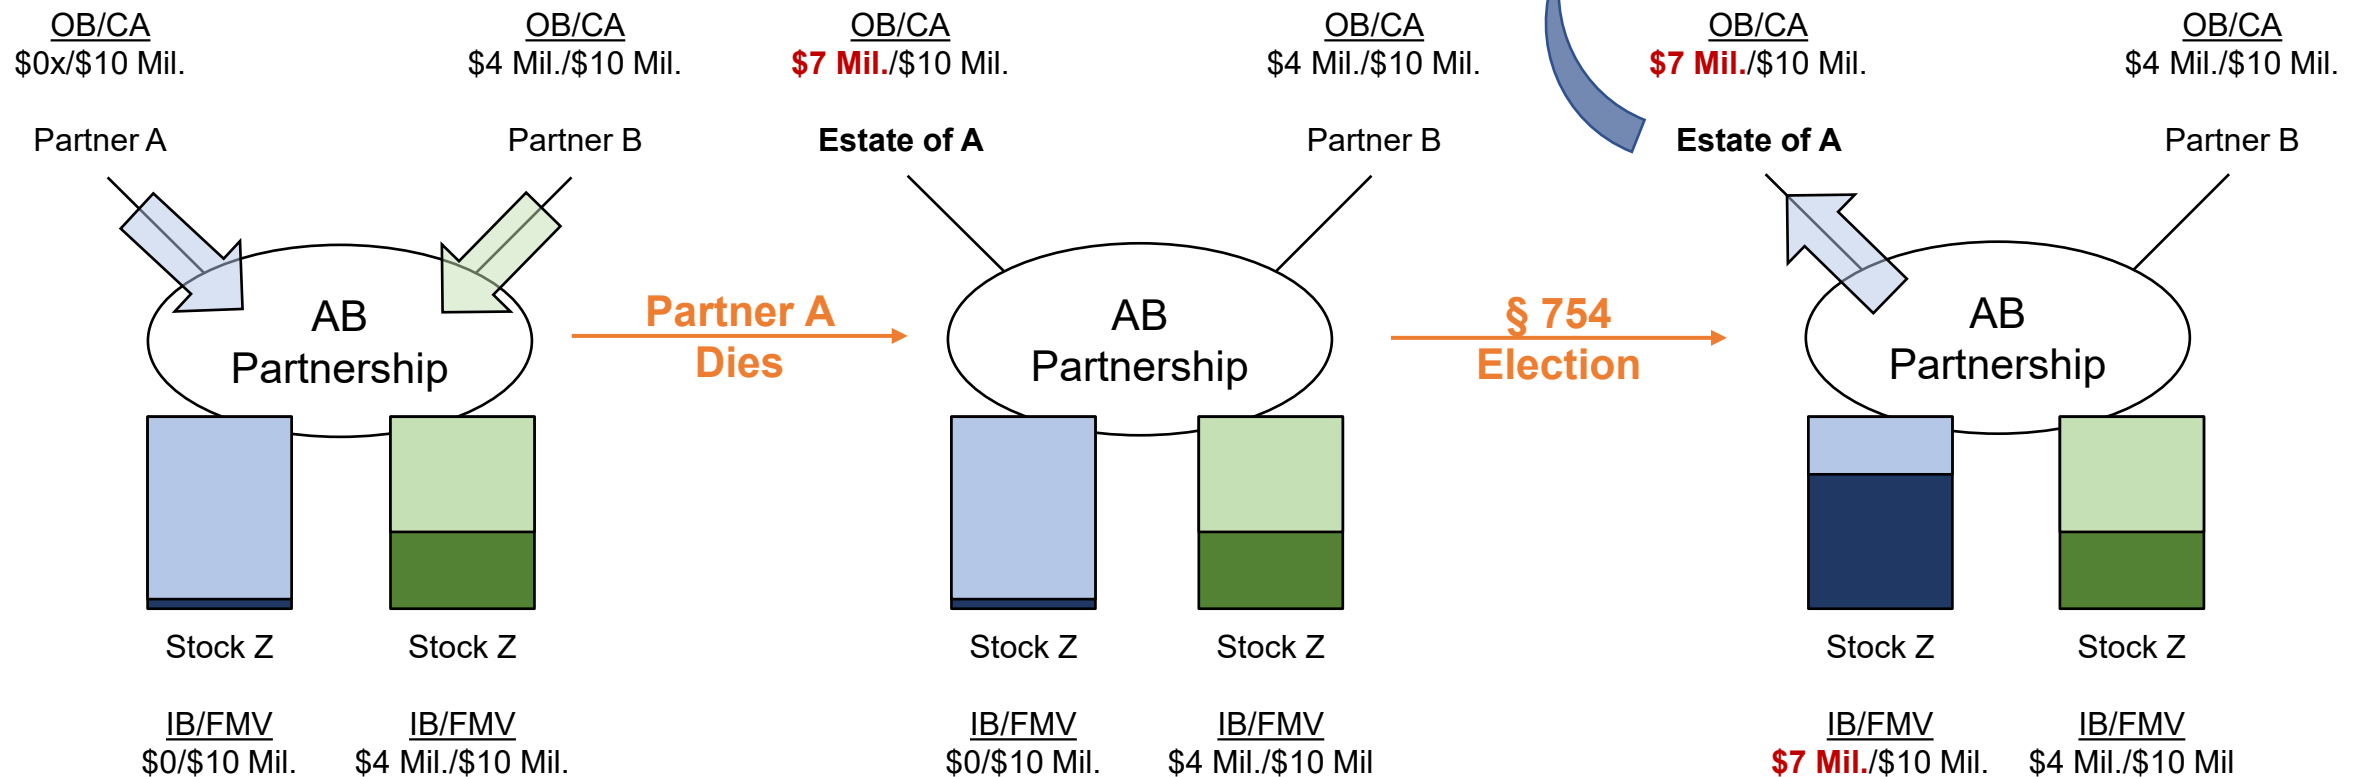 OB/CA
$0x/$10 Mil.
OB/CA
$4 Mil./$10 Mil.
OB/CA
$7 Mil./$10 Mil.
OB/CA
$4 Mil./$10 Mil.
OB/CA
$7 Mil./$10 Mil.
OB/CA
$4 Mil./$10 Mil.
Partner A
Partner B
Estate of A
Partner B
Estate of A
Partner B
AB
Partnership
Partner A
Dies
AB
Partnership
§ 754
Election
AB
Partnership
Stock Z
Stock Z
Stock Z
Stock Z
Stock Z
Stock Z
IB/FMV
$0/$10 Mil.
IB/FMV
$4 Mil./$10 Mil.
IB/FMV
$0/$10 Mil.
IB/FMV
$4 Mil./$10 Mil
IB/FMV
$7 Mil./$10 Mil.
IB/FMV
$4 Mil./$10 Mil